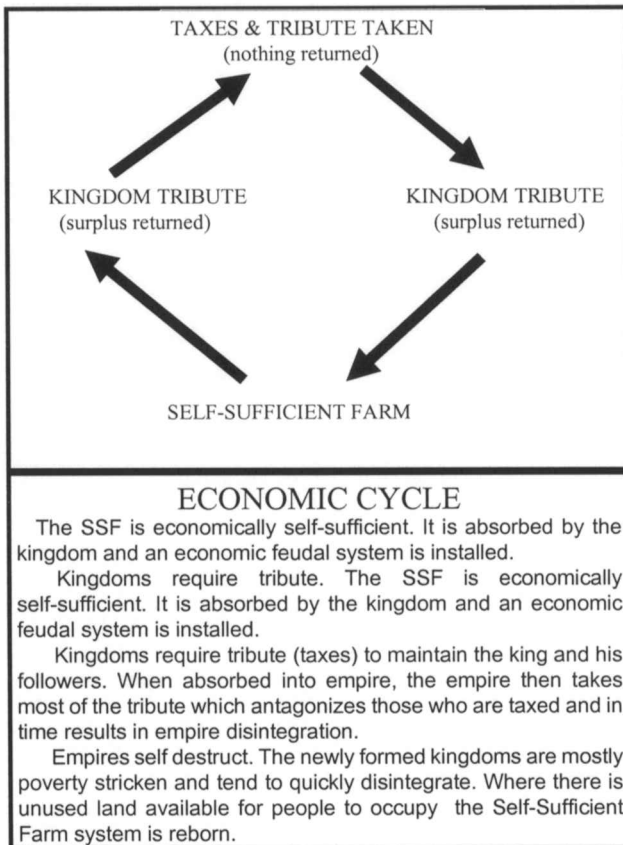 TAXES & TRIBUTE TAKEN
(nothing returned)
KINGDOM TRIBUTE
(surplus returned)
KINGDOM TRIBUTE
(surplus returned)
SELF-SUFFICIENT FARM
ECONOMIC CYCLE
The SSF is economically self-sufficient. It is absorbed by the
kingdom and an economic feudal system is installed.
Kingdoms require tribute. The SSF is economically
self-sufficient. It is absorbed by the kingdom and an economic
feudal system is installed.
Kingdoms require tribute (taxes) to maintain the king and his
followers. When absorbed into empire, the empire then takes
most of the tribute which antagonizes those who are taxed and in
time results in empire disintegration.
Empires self destruct. The newly formed kingdoms are mostly
poverty stricken and tend to quickly disintegrate. Where there is
unused land available for people to occupy the Self-Sufficient
Farm system is reborn.